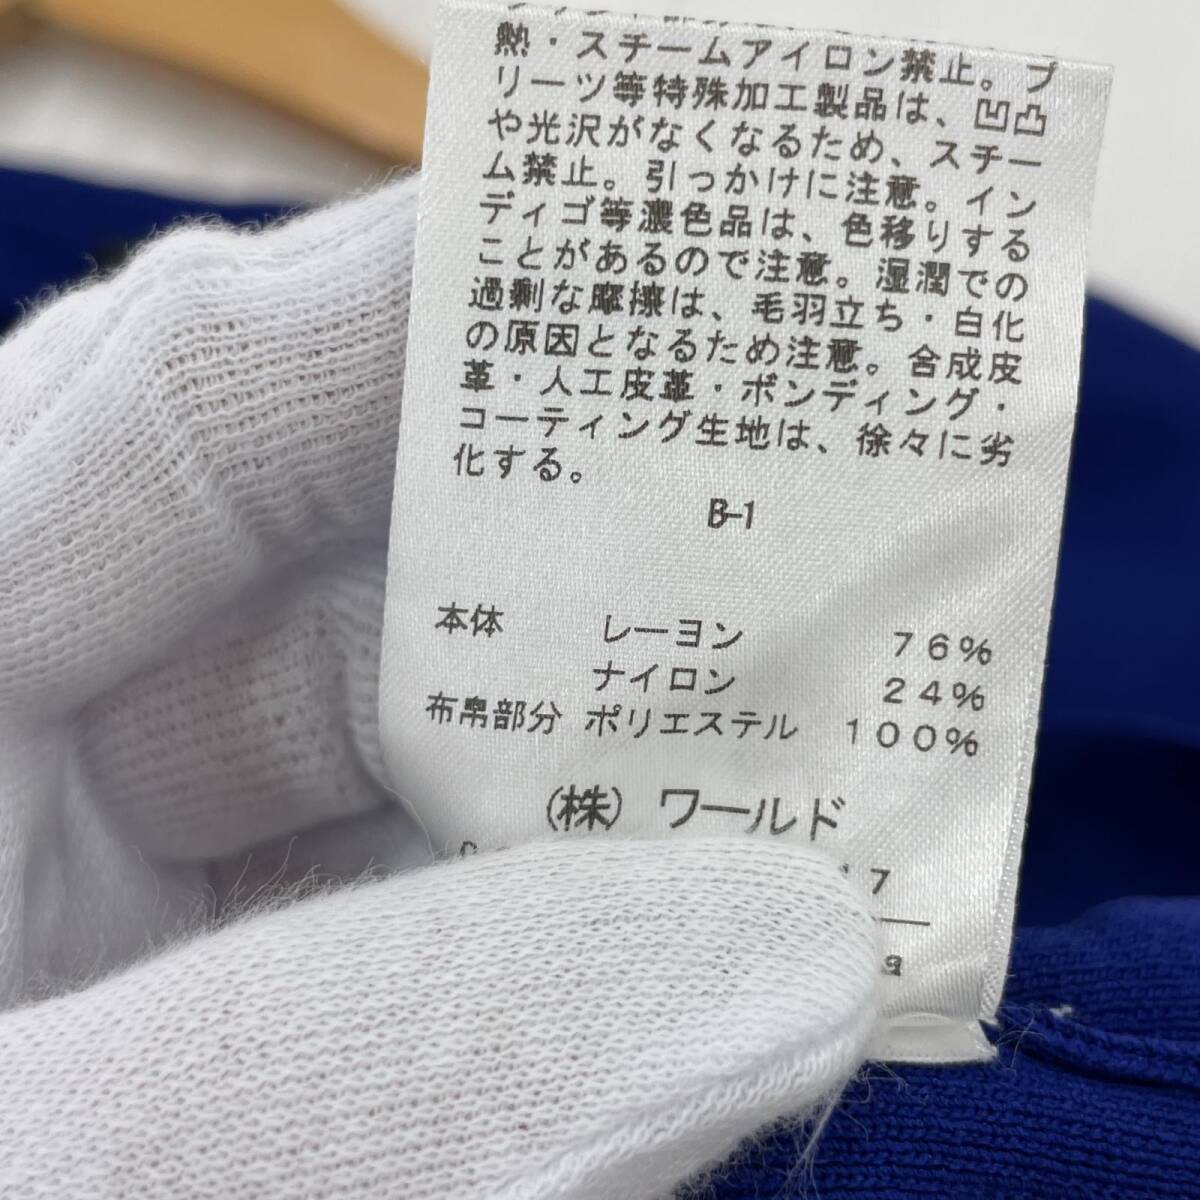 熱・スチームアイロン禁止。プ
リーツ等特殊加工製品は、凹凸
や光沢がなくなるため、スチー
ム禁止。引っかけに注意。イン
ディゴ等濃色品は、色移りする
ことがあるので注意。湿潤での
過剰な摩擦は、毛羽立ち・白化
の原因となるため注意。合成皮
革・人工皮革・ボンディング・
コーティング生地は、徐々に劣
化する。
B-1
本体 レーヨン 76%
ナイロン 24%
布帛部分 ポリエステル 100%
(株) ワールド
17